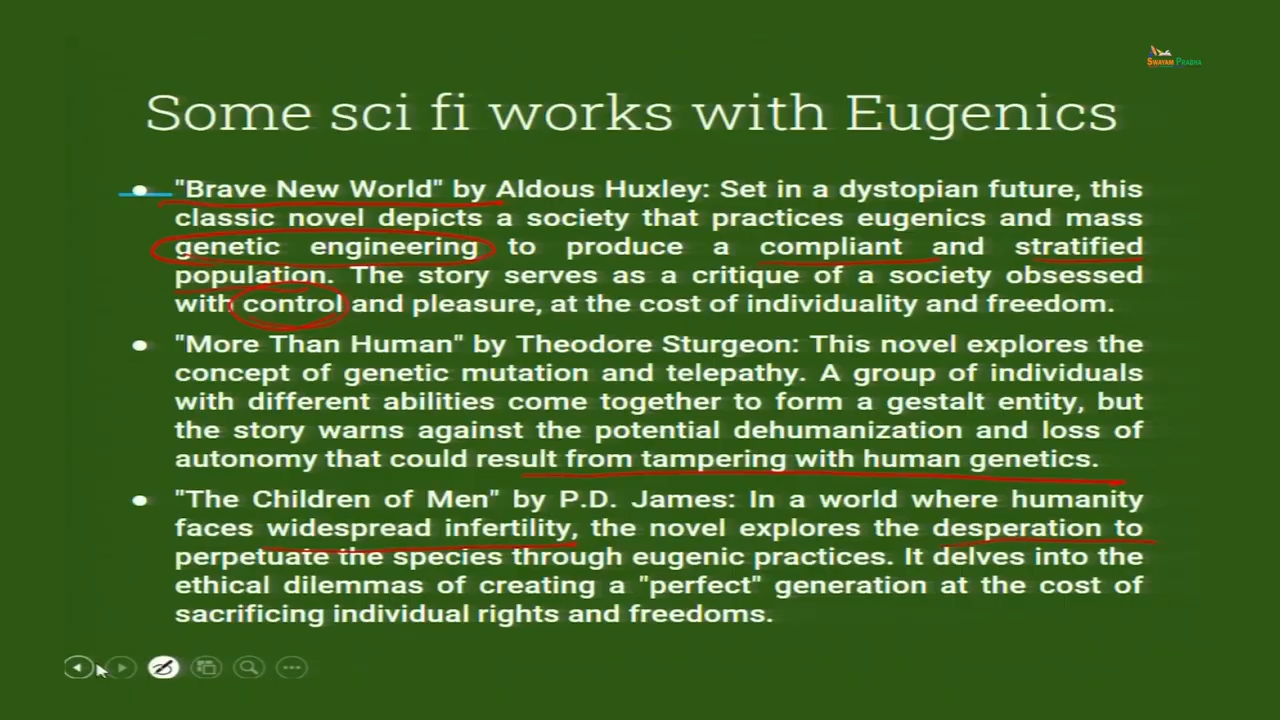 SWAYAM PRABHA
Some sci fi works with Eugenics
• "Brave New World" by Aldous Huxley: Set in a dystopian future, this
classic novel depicts a society that practices eugenics and mass
genetic engineering to produce a compliant and stratified
population. The story serves as a critique of a society obsessed
with control and pleasure, at the cost of individuality and freedom.
• "More Than Human" by Theodore Sturgeon: This novel explores the
concept of genetic mutation and telepathy. A group of individuals
with different abilities come together to form a gestalt entity, but
the story warns against the potential dehumanization and loss of
autonomy that could result from tampering with human genetics.
• "The Children of Men" by P.D. James: In a world where humanity
faces widespread infertility, the novel explores the desperation to
perpetuate the species through eugenic practices. It delves into the
ethical dilemmas of creating a "perfect" generation at the cost of
sacrificing individual rights and freedoms.